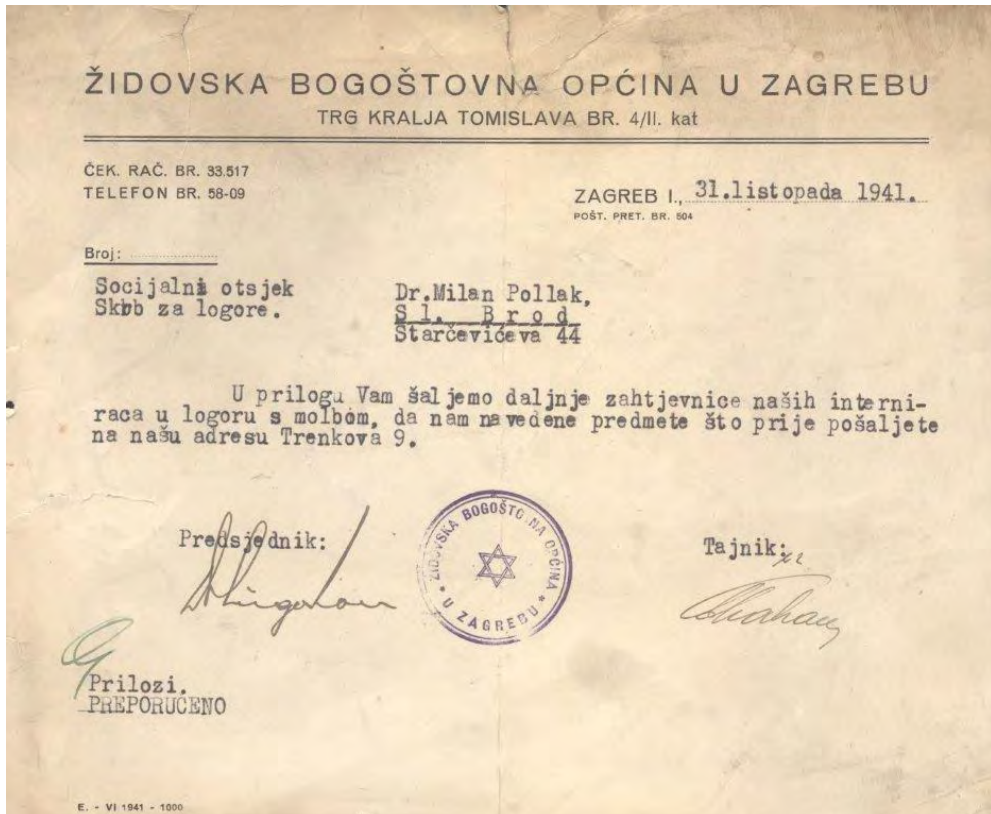 ŽIDOVSKA BOGOŠTOVNA OPĆINA U ZAGREBU
TRG KRALJA TOMISLAVA BR. 4/II. kat
ČEK. RAČ. BR. 33.517
TELEFON BR. 58-09
ZAGREB I., 31.listopada 1941.
POŠT. PRET. BR. 504
Broj:
Socijalni otsjek
Skbb za logore.
Dr.Milan Pollak,
Sl. Brod
Starčevićeva 44
U prilogu Vam šaljemo daljnje zahtjevnice naših interni-
raca u logoru s molbom, da nam navedene predmete što prije pošaljete
na našu adresu Trenkova 9.
Predsjednik:
ŽIDOVSKA BOGOŠTOVNA OPĆINA
* U ZAGREBU *
Tajnik:
Prilozi.
PREPORUCENO
E. - VI 1941 - 1000